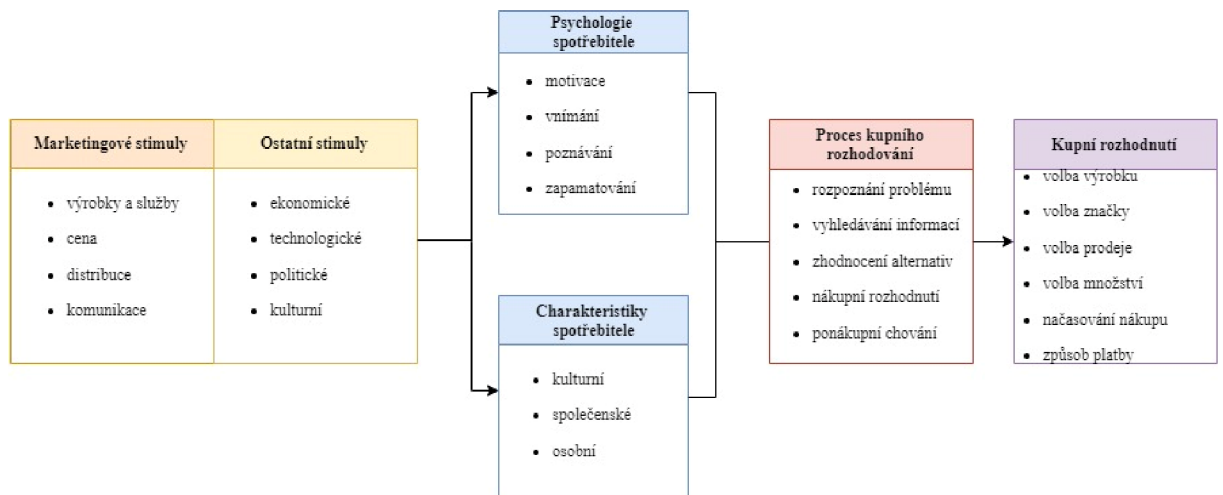 Marketingové stimuly
výrobky a služby
cena
distribuce
komunikace
Ostatní stimuly
ekonomické
technologické
politické
kulturní
Psychologie
spotřebitele
motivace
vnímání
poznávání
zapamatování
Charakteristiky
spotřebitele
kulturní
společenské
osobní
Proces kupního
rozhodování
rozpoznání problému
vyhledávání informací
zhodnocení alternativ
nákupní rozhodnutí
ponákupní chování
Kupní rozhodnutí
volba výrobku
volba značky
volba prodeje
volba množství
načasování nákupu
způsob platby